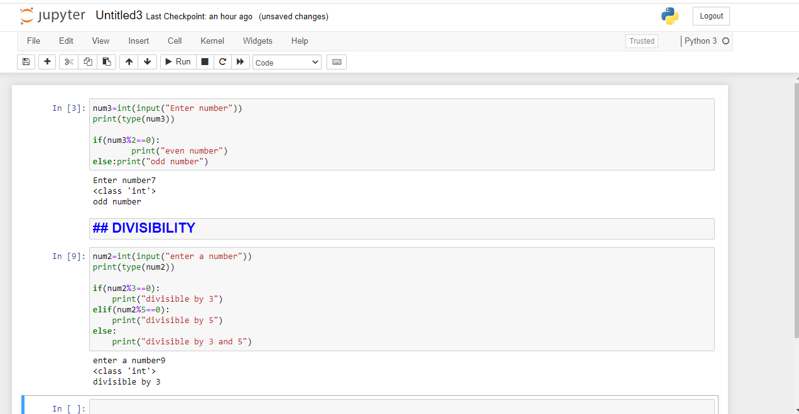 jupyter Untitled3 Last Checkpoint: an hour ago (unsaved changes) Logout
File Edit View Insert Cell Kernel Widgets Help Trusted Python 3
Run Code
In [3]: num3=int(input("Enter number"))
print(type(num3))
if(num3%2==0):
print("even number")
else:print("odd number")
Enter number7
<class 'int'>
odd number
## DIVISIBILITY
In [9]: num2=int(input("enter a number"))
print(type(num2))
if(num2%3==0):
print("divisible by 3")
elif(num2%5==0):
print("divisible by 5")
else:
print("divisible by 3 and 5")
enter a number9
<class 'int'>
divisible by 3
In [ ]: